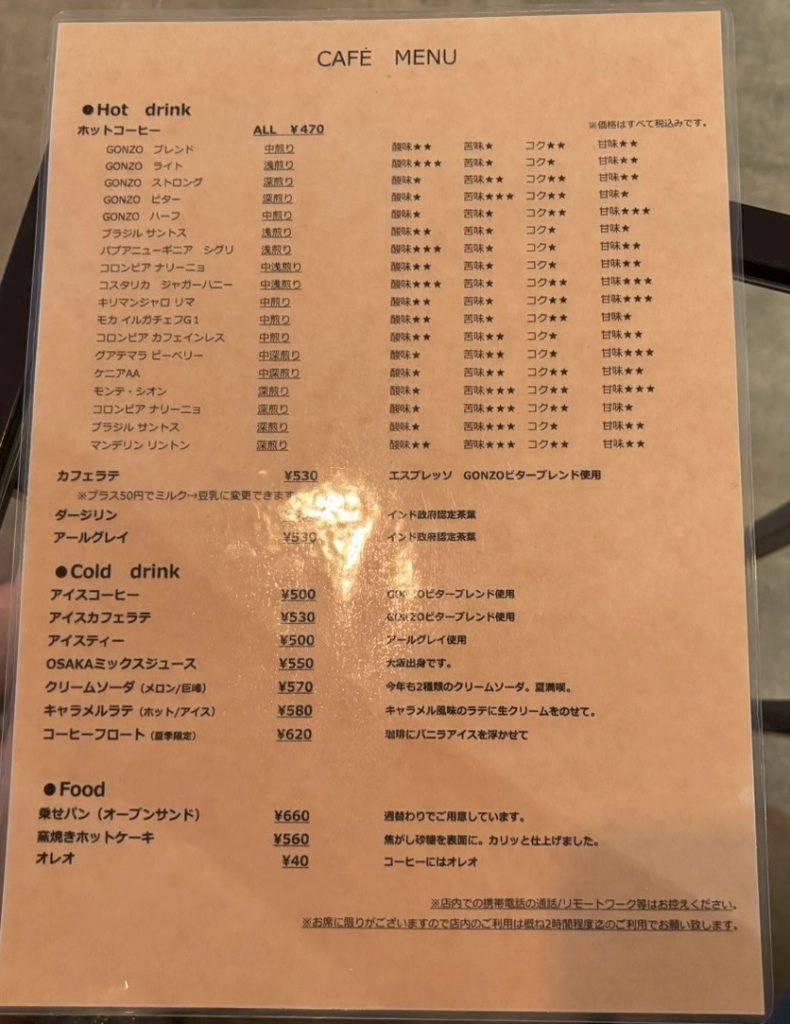 CAFÉ MENU
●Hot drink
ホットコーヒー ALL ¥470 ※価格はすべて税込みです。
GONZO ブレンド 中煎り 酸味★★ 苦味★ コク★★ 甘味★★
GONZO ライト 浅煎り 酸味★★★ 苦味★ コク★ 甘味★★
GONZO ストロング 深煎り 酸味★ 苦味★★ コク★★ 甘味★★
GONZO ビター 深煎り 酸味★ 苦味★★★ コク★★ 甘味★
GONZO ハーフ 中煎り 酸味★ 苦味★ コク★★ 甘味★★★
ブラジル サントス 浅煎り 酸味★★ 苦味★ コク★ 甘味★
パプアニューギニア シグリ 浅煎り 酸味★★★ 苦味★ コク★ 甘味★★
コロンビア ナリーニョ 中浅煎り 酸味★★ 苦味★ コク★ 甘味★★
コスタリカ ジャガーハニー 中浅煎り 酸味★★★ 苦味★ コク★★ 甘味★★★
キリマンジャロ リマ 中煎り 酸味★★ 苦味★ コク★★ 甘味★★★
モカ イルガチェフG1 中煎り 酸味★★ 苦味★ コク★★ 甘味★
コロンビア カフェインレス 中煎り 酸味★★ 苦味★★ コク★ 甘味★★
グアテマラ ピーベリー 中深煎り 酸味★ 苦味★★ コク★ 甘味★★★
ケニアAA 中深煎り 酸味★ 苦味★★ コク★★ 甘味★★
モンテ・シオン 深煎り 酸味★ 苦味★★★ コク★★ 甘味★★★
コロンビア ナリーニョ 深煎り 酸味★ 苦味★★★ コク★★ 甘味★
ブラジル サントス 深煎り 酸味★ 苦味★★★ コク★ 甘味★★
マンデリン リントン 深煎り 酸味★★ 苦味★★★ コク★★ 甘味★★
カフェラテ ¥530 エスプレッソ GONZOビターブレンド使用
※プラス50円でミルク→豆乳に変更できます
ダージリン インド政府認定茶葉
アールグレイ ¥530 インド政府認定茶葉
●Cold drink
アイスコーヒー ¥500 GONZOビターブレンド使用
アイスカフェラテ ¥530 GONZOビターブレンド使用
アイスティー ¥500 アールグレイ使用
OSAKAミックスジュース ¥550 大阪出身です。
クリームソーダ（メロン/巨峰） ¥570 今年も2種類のクリームソーダ。夏満喫。
キャラメルラテ（ホット/アイス） ¥580 キャラメル風味のラテに生クリームをのせて。
コーヒーフロート（夏季限定） ¥620 珈琲にバニラアイスを浮かせて
●Food
乗せパン（オープンサンド） ¥660 週替わりでご用意しています。
窯焼きホットケーキ ¥560 焦がし砂糖を表面に。カリッと仕上げました。
オレオ ¥40 コーヒーにはオレオ
※店内での携帯電話の通話/リモートワーク等はお控えください。
※お席に限りがございますので店内のご利用は概ね2時間程度迄のご利用でお願い致します。